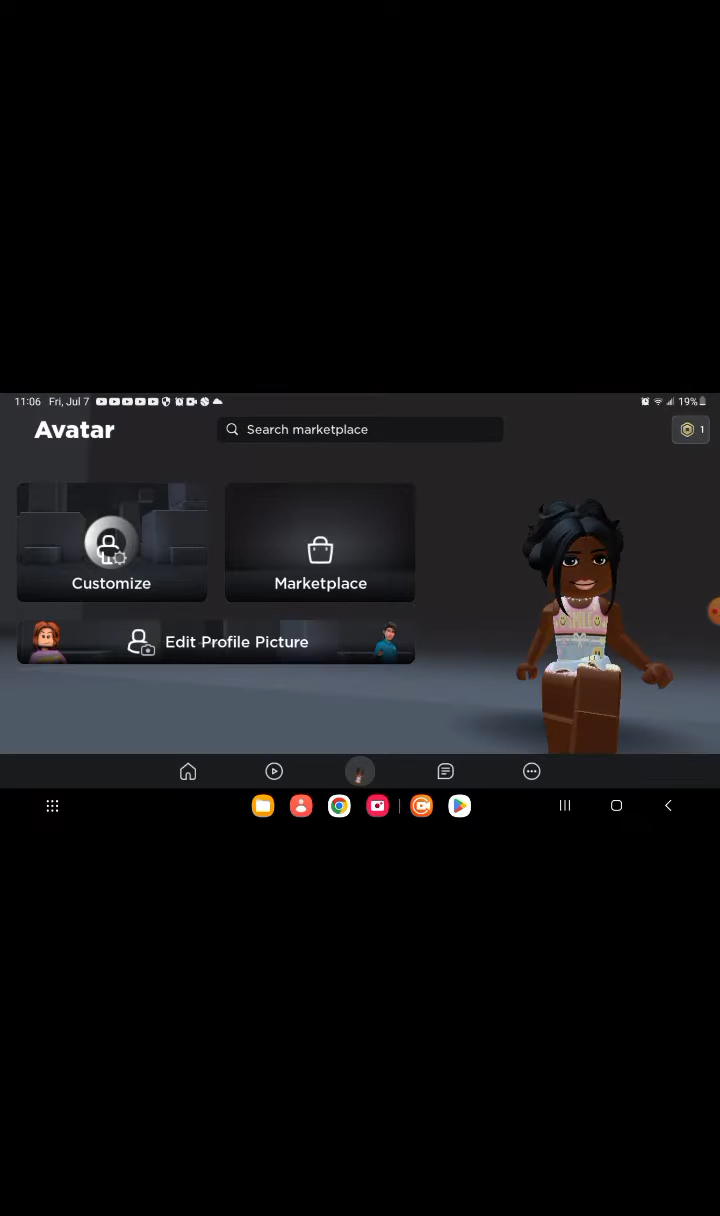 11:06 Fri, Jul 7
19%
Avatar
Search marketplace
1
Customize
Marketplace
Edit Profile Picture